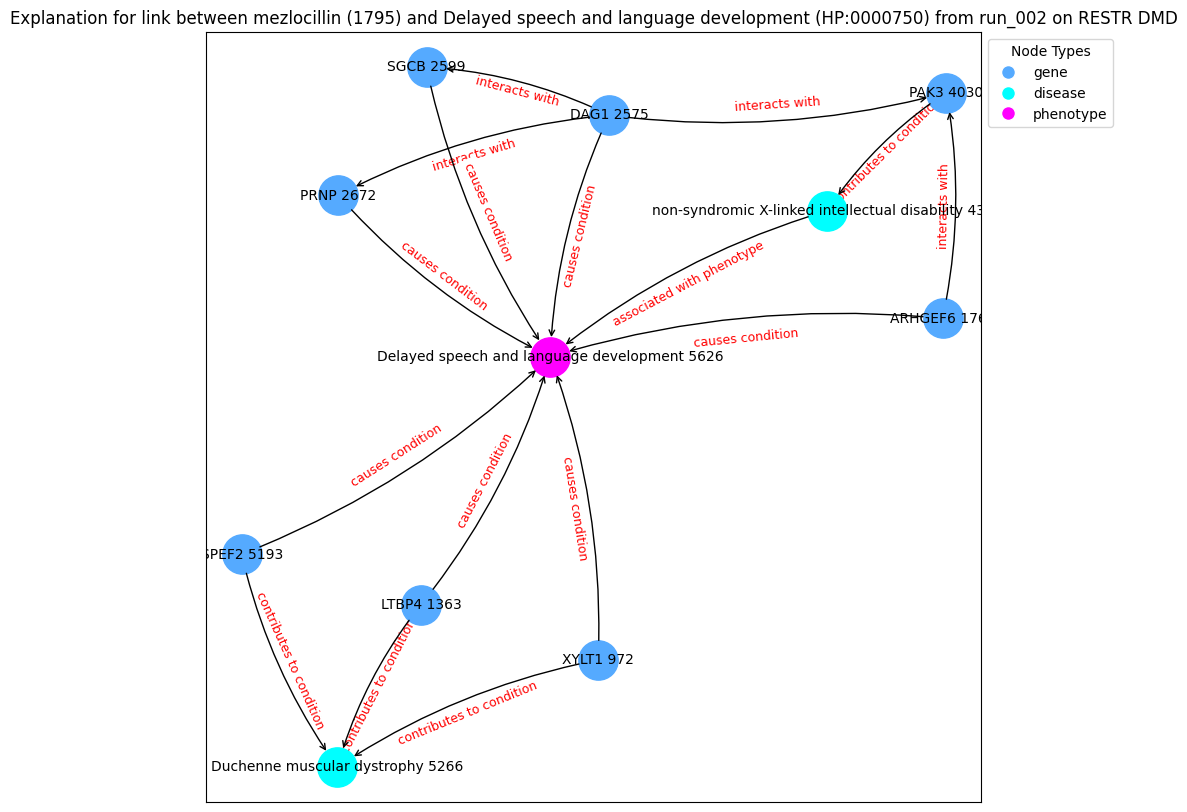 Explanation for link between mezlocillin (1795) and Delayed speech and language development (HP:0000750) from run_002 on RESTR DMD
Node Types
gene
disease
phenotype
SGCB 2599
interacts with
DAG1 2575
interacts with
PAK3 4030
interacts with
causes condition
ntributes to condition
PRNP 2672
causes condition
non-syndromic X-linked intellectual disability 43
interacts with
causes condition
associated with phenotype
ARHGEF6 176
causes condition
Delayed speech and language development 5626
causes condition
causes condition
causes condition
SPEF2 5193
LTBP4 1363
contributes to condition
contributes to condition
XYLT1 972
contributes to condition
Duchenne muscular dystrophy 5266